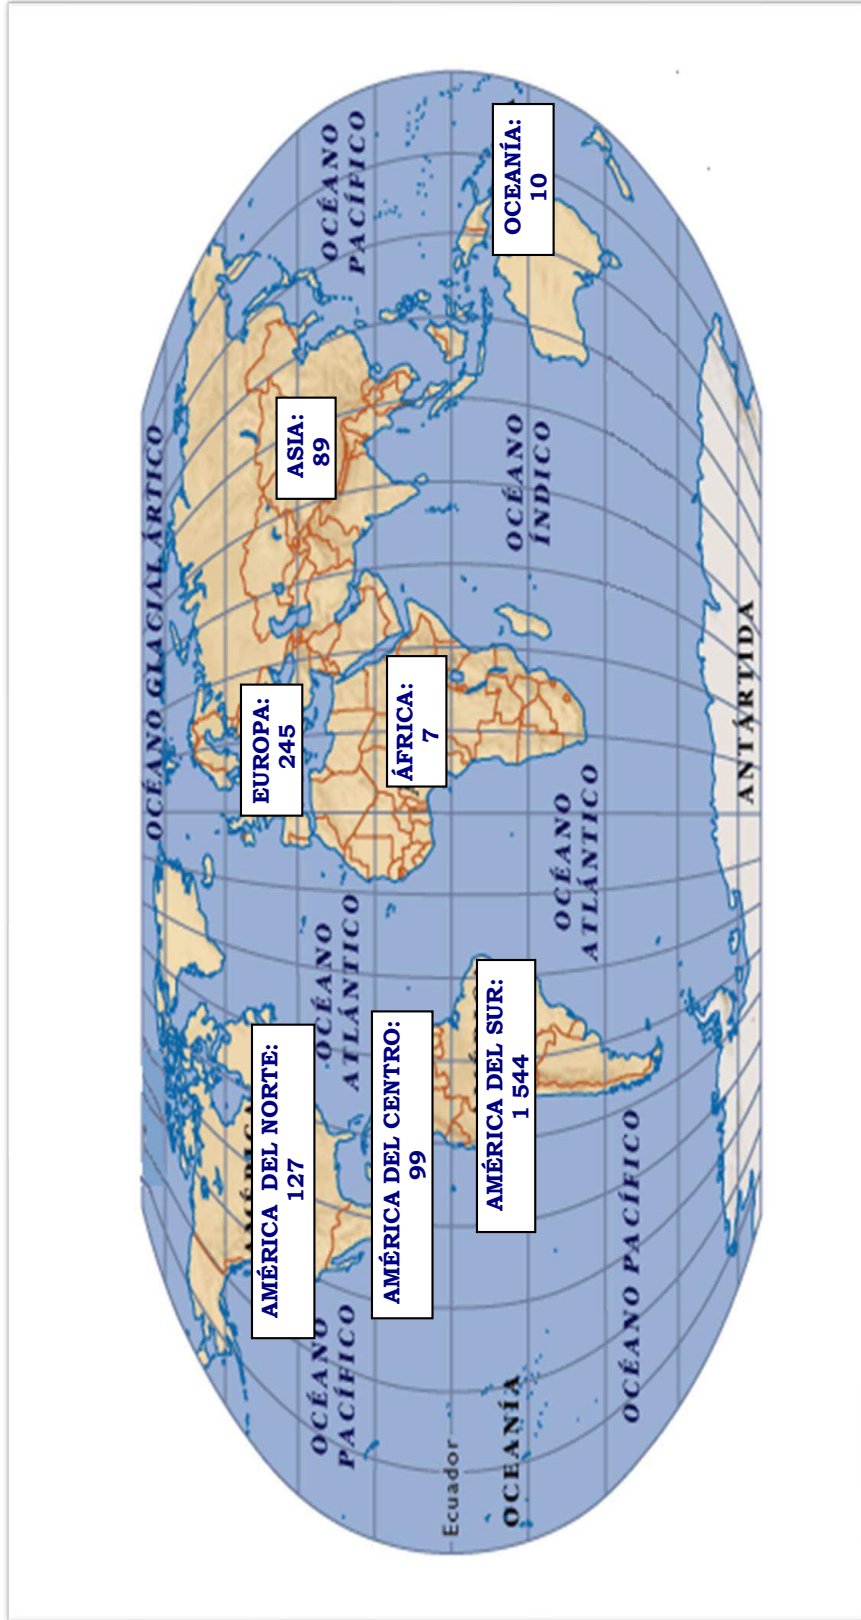 OCÉANO GLACIAL ÁRTICO
EUROPA:
245
ASIA:
89
AMÉRICA
AMÉRICA DEL NORTE:
127
OCÉANO
PACÍFICO
OCÉANO
ATLÁNTICO
OCÉANO
PACÍFICO
AMÉRICA DEL CENTRO:
99
ÁFRICA:
7
Ecuador
AMÉRICA DEL SUR:
1 544
OCEANÍA
OCÉANO
ÍNDICO
OCEANÍA:
10
OCÉANO
ATLÁNTICO
OCÉANO PACÍFICO
ANTÁRTIDA